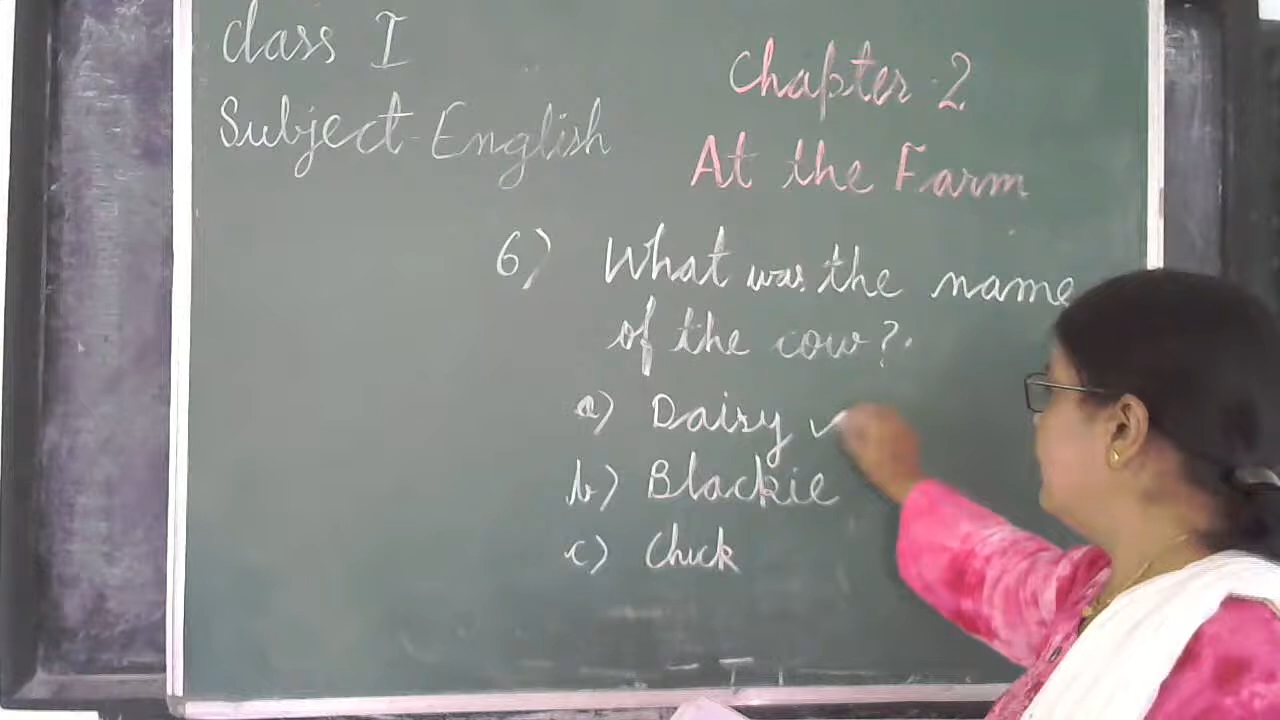 Class I
Subject-English
Chapter-2
At the Farm
6) What was the name
of the cow?
a) Daisy ✓
b) Blackie
c) Chuck